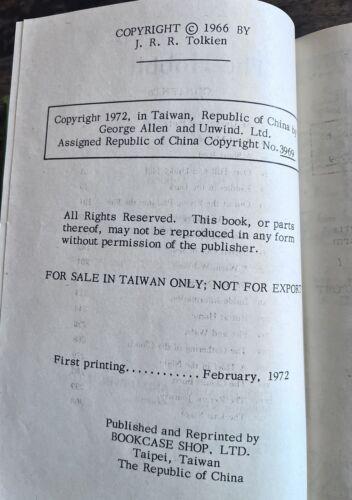 COPYRIGHT © 1966 BY
J. R. R. Tolkien
Copyright 1972, in Taiwan, Republic of China by
George Allen and Unwind. Ltd.
Assigned Republic of China Copyright No. 3969
All Rights Reserved. This book, or parts
thereof, may not be reproduced in any form
without permission of the publisher.
FOR SALE IN TAIWAN ONLY; NOT FOR EXPORT
First printing............February, 1972
Published and Reprinted by
BOOKCASE SHOP, LTD.
Taipei, Taiwan
The Republic of China